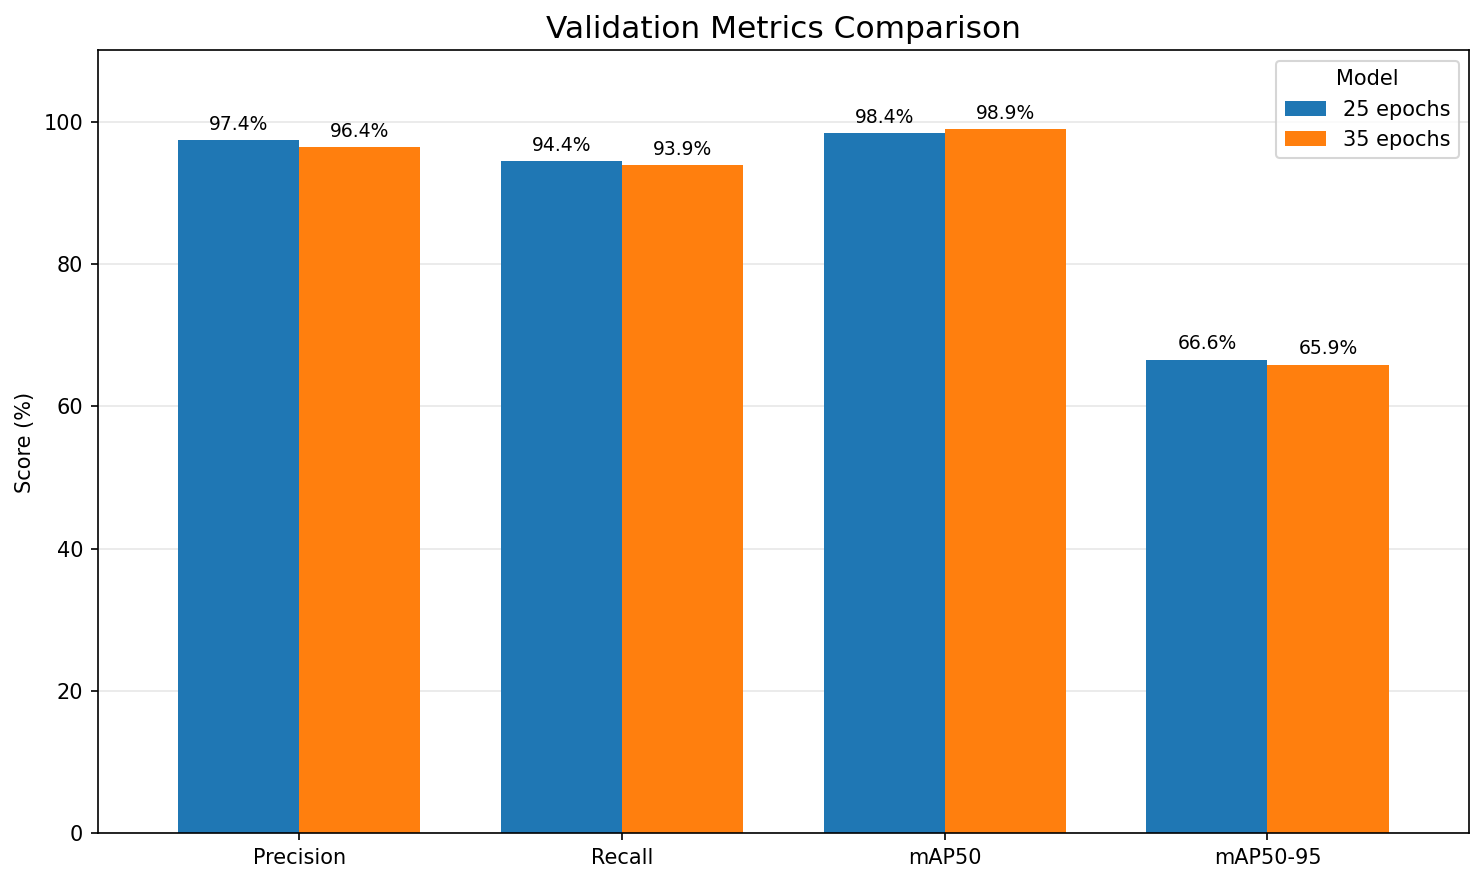 Validation Metrics Comparison
Model
25 epochs
35 epochs
Score (%)
100
80
60
40
20
0
97.4%
96.4%
94.4%
93.9%
98.4%
98.9%
66.6%
65.9%
Precision
Recall
mAP50
mAP50-95